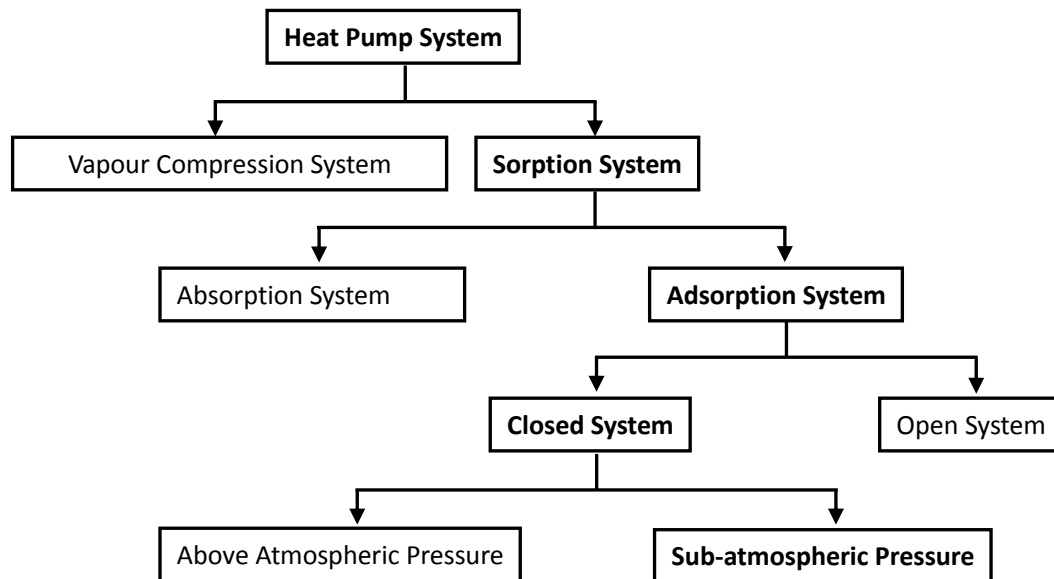 Heat Pump System
Vapour Compression System
Sorption System
Absorption System
Adsorption System
Closed System
Open System
Above Atmospheric Pressure
Sub-atmospheric Pressure